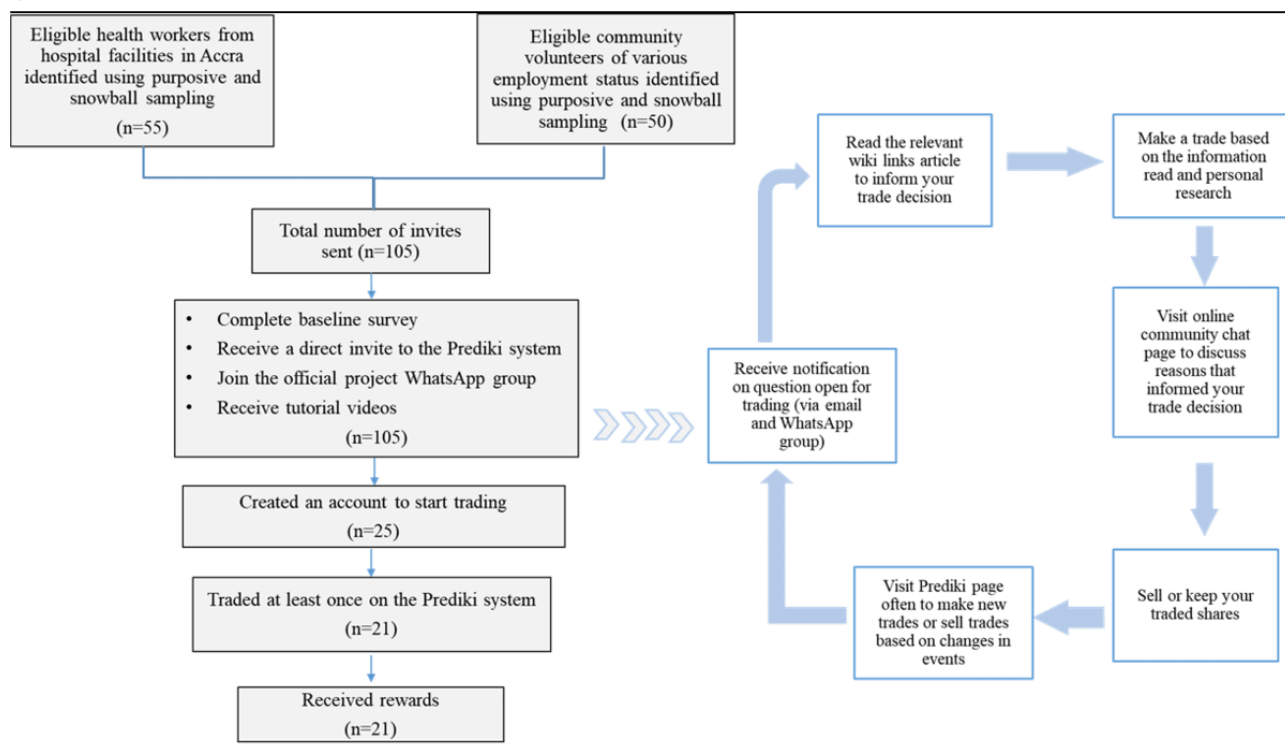 Eligible health workers from
hospital facilities in Accra
identified using purposive and
snowball sampling
(n=55)
Eligible community
volunteers of various
employment status identified
using purposive and snowball
sampling (n=50)
Total number of invites
sent (n=105)
• Complete baseline survey
• Receive a direct invite to the Prediki system
• Join the official project WhatsApp group
• Receive tutorial videos
(n=105)
Created an account to start trading
(n=25)
Traded at least once on the Prediki system
(n=21)
Received rewards
(n=21)
Receive notification
on question open for
trading (via email
and WhatsApp
group)
Read the relevant
wiki links article
to inform your
trade decision
Make a trade based
on the information
read and personal
research
Visit online
community chat
page to discuss
reasons that
informed your
trade decision
Sell or keep your
traded shares
Visit Prediki page
often to make new
trades or sell trades
based on changes in
events